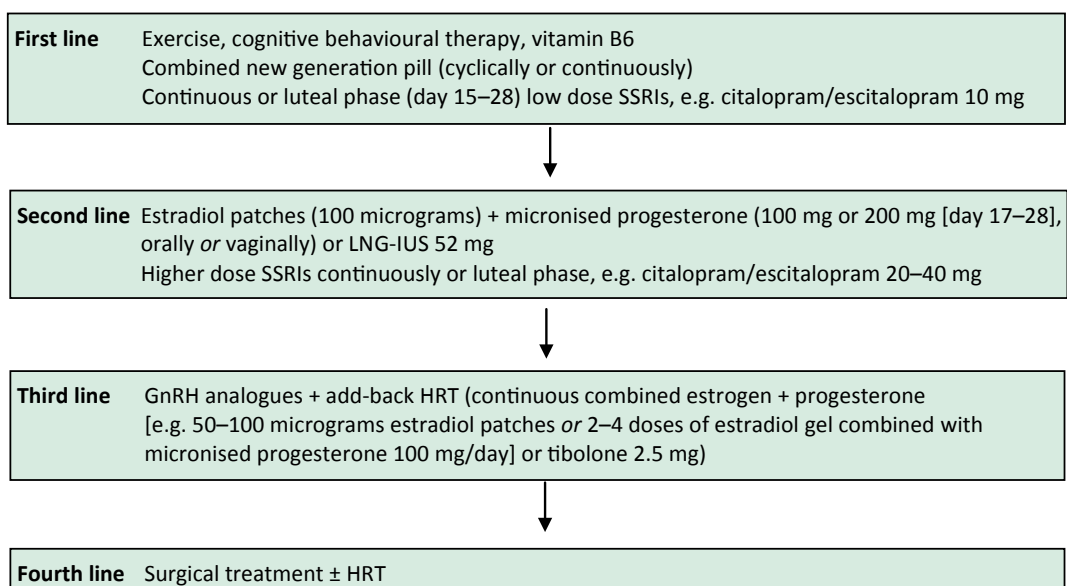 First line Exercise, cognitive behavioural therapy, vitamin B6
Combined new generation pill (cyclically or continuously)
Continuous or luteal phase (day 15–28) low dose SSRIs, e.g. citalopram/escitalopram 10 mg
Second line Estradiol patches (100 micrograms) + micronised progesterone (100 mg or 200 mg [day 17–28],
orally or vaginally) or LNG-IUS 52 mg
Higher dose SSRIs continuously or luteal phase, e.g. citalopram/escitalopram 20–40 mg
Third line GnRH analogues + add-back HRT (continuous combined estrogen + progesterone
[e.g. 50–100 micrograms estradiol patches or 2–4 doses of estradiol gel combined with
micronised progesterone 100 mg/day] or tibolone 2.5 mg)
Fourth line Surgical treatment ± HRT